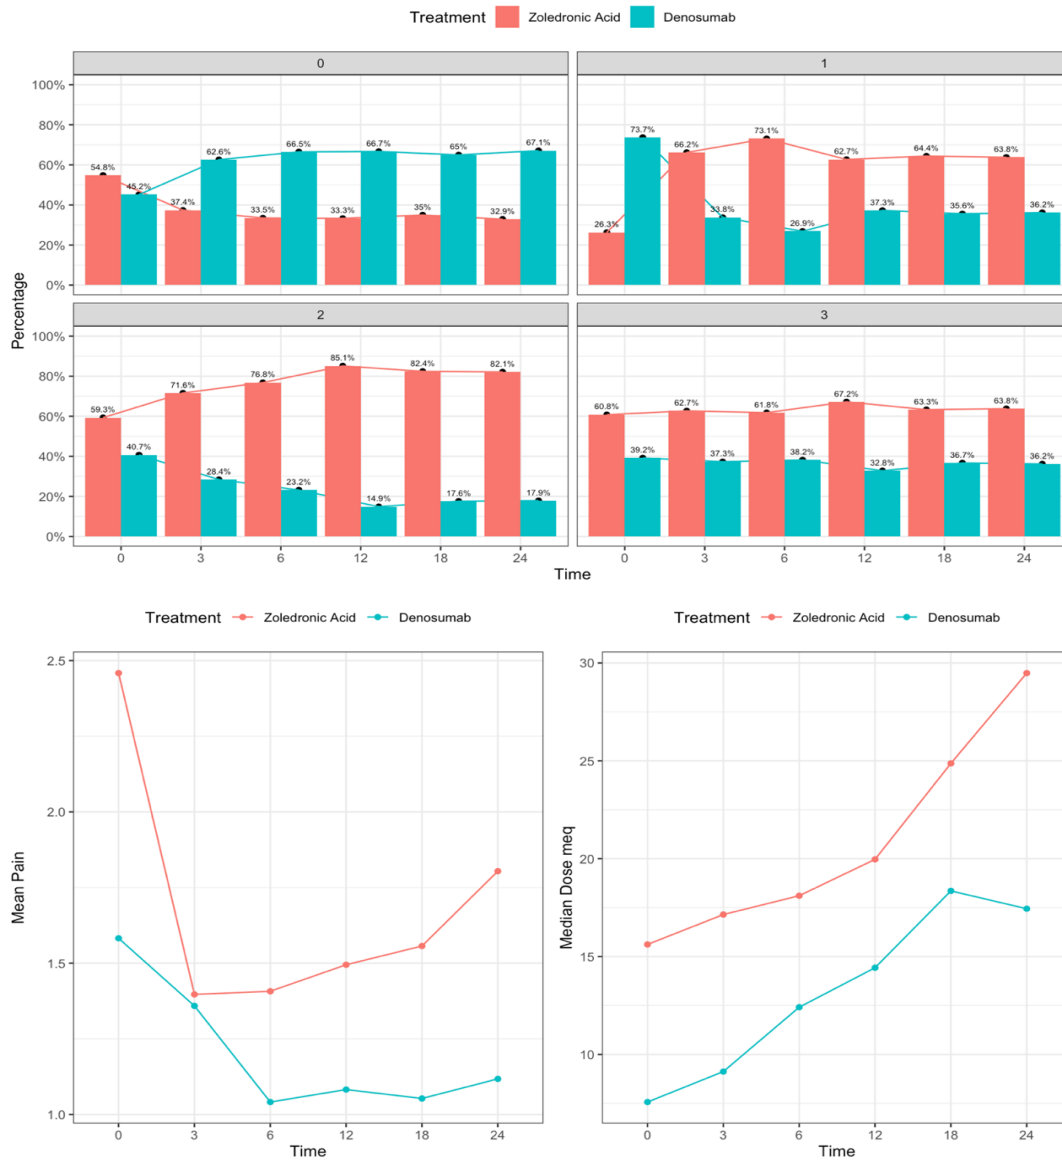 Treatment Zoledronic Acid Denosumab
0 1
100% 80% 60% 40% 20% 0%
54.8% 45.2% 37.4% 62.6% 33.5% 66.5% 33.3% 66.7% 35% 65% 32.9% 67.1%
26.3% 73.7% 66.2% 33.8% 73.1% 26.9% 62.7% 37.3% 64.4% 35.6% 63.8% 36.2%
Percentage
2 3
100% 80% 60% 40% 20% 0%
59.3% 40.7% 71.6% 28.4% 76.8% 23.2% 85.1% 14.9% 82.4% 17.6% 82.1% 17.9%
60.8% 39.2% 62.7% 37.3% 61.8% 38.2% 67.2% 32.8% 63.3% 36.7% 63.8% 36.2%
0 3 6 12 18 24 0 3 6 12 18 24
Time
Treatment Zoledronic Acid Denosumab
2.5
2.0
1.5
1.0
Mean Pain
0 3 6 12 18 24
Time
Treatment Zoledronic Acid Denosumab
30
25
20
15
10
Median Dose meq
0 3 6 12 18 24
Time